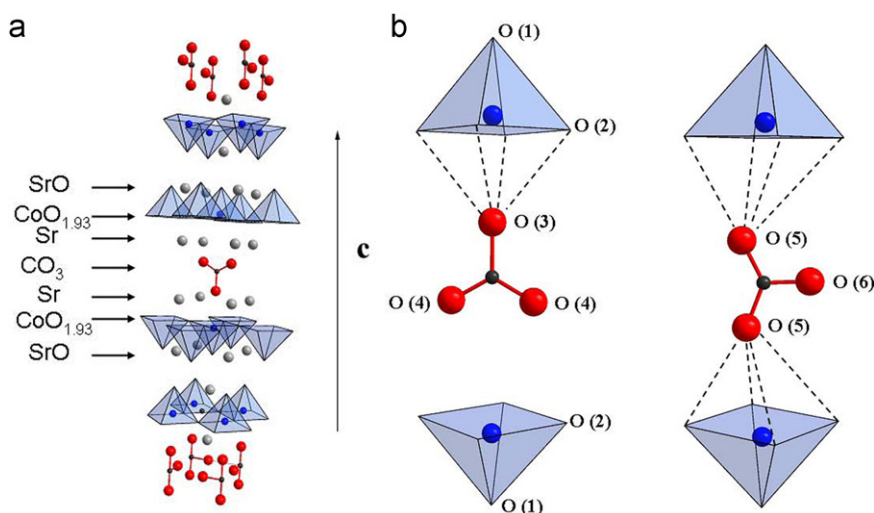 a
SrO
CoO1.93
Sr
CO3
Sr
CoO1.93
SrO
c
b
O (1)
O (2)
O (3)
O (4)
O (4)
O (2)
O (1)
O (5)
O (6)
O (5)